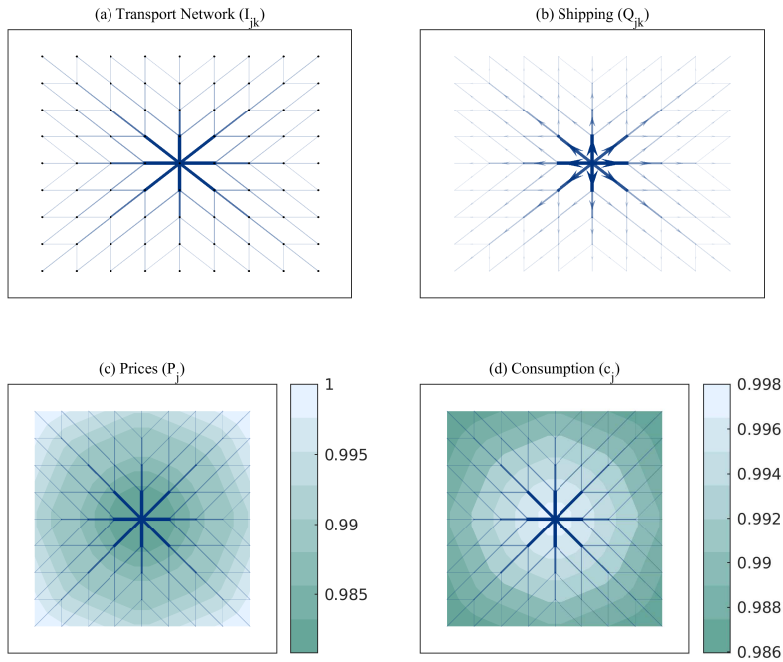 (a) Transport Network (I_jk)
(b) Shipping (Q_jk)
(c) Prices (P_j)
1
0.995
0.99
0.985
(d) Consumption (c_j)
0.998
0.996
0.994
0.992
0.99
0.988
0.986